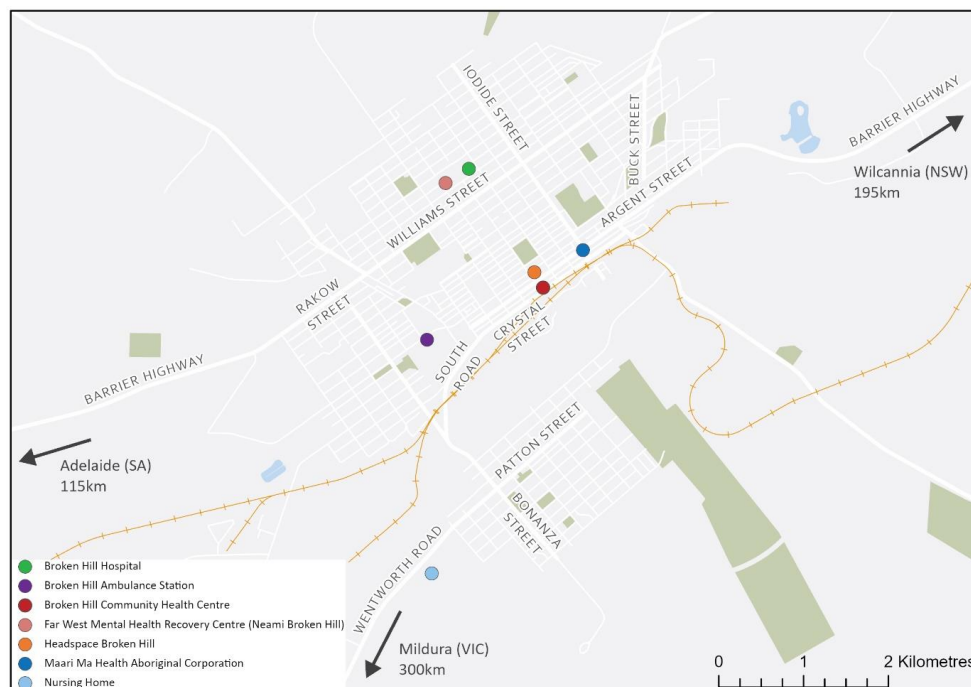 IODIDE STREET
BUCK STREET
BARRIER HIGHWAY
Wilcannia (NSW)
195km
ARGENT STREET
WILLIAMS STREET
RAKOW
STREET
CRYSTAL
STREET
SOUTH
ROAD
BARRIER HIGHWAY
PATTON STREET
Adelaide (SA)
115km
BONANZA
STREET
WENTWORTH ROAD
Mildura (VIC)
300km
Broken Hill Hospital
Broken Hill Ambulance Station
Broken Hill Community Health Centre
Far West Mental Health Recovery Centre (Neami Broken Hill)
Headspace Broken Hill
Maari Ma Health Aboriginal Corporation
Nursing Home
0 1 2 Kilometres